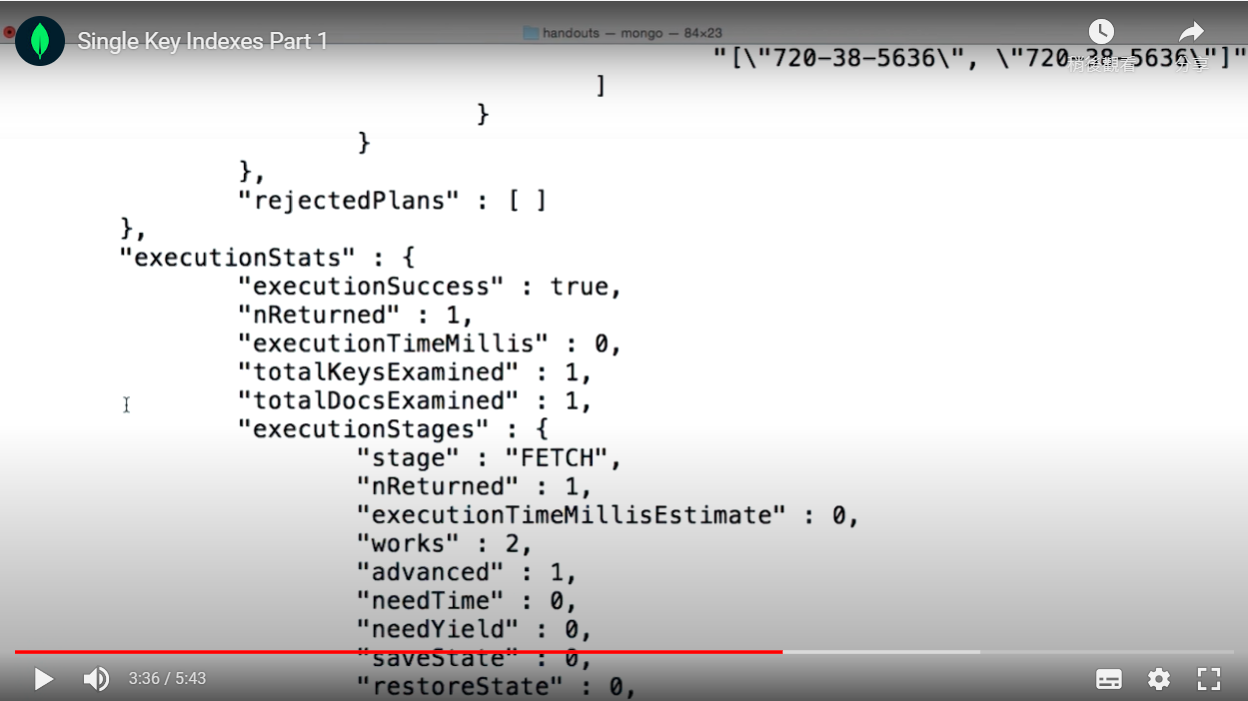 Single Key Indexes Part 1
handouts — mongo — 84×23
稍後觀看
分享
"[\"720-38-5636\", \"720-38-5636\"]"
]
}
}
},
"rejectedPlans" : [ ]
},
"executionStats" : {
"executionSuccess" : true,
"nReturned" : 1,
"executionTimeMillis" : 0,
"totalKeysExamined" : 1,
"totalDocsExamined" : 1,
"executionStages" : {
"stage" : "FETCH",
"nReturned" : 1,
"executionTimeMillisEstimate" : 0,
"works" : 2,
"advanced" : 1,
"needTime" : 0,
"needYield" : 0,
"saveState" : 0,
"restoreState" : 0,
3:36 / 5:43